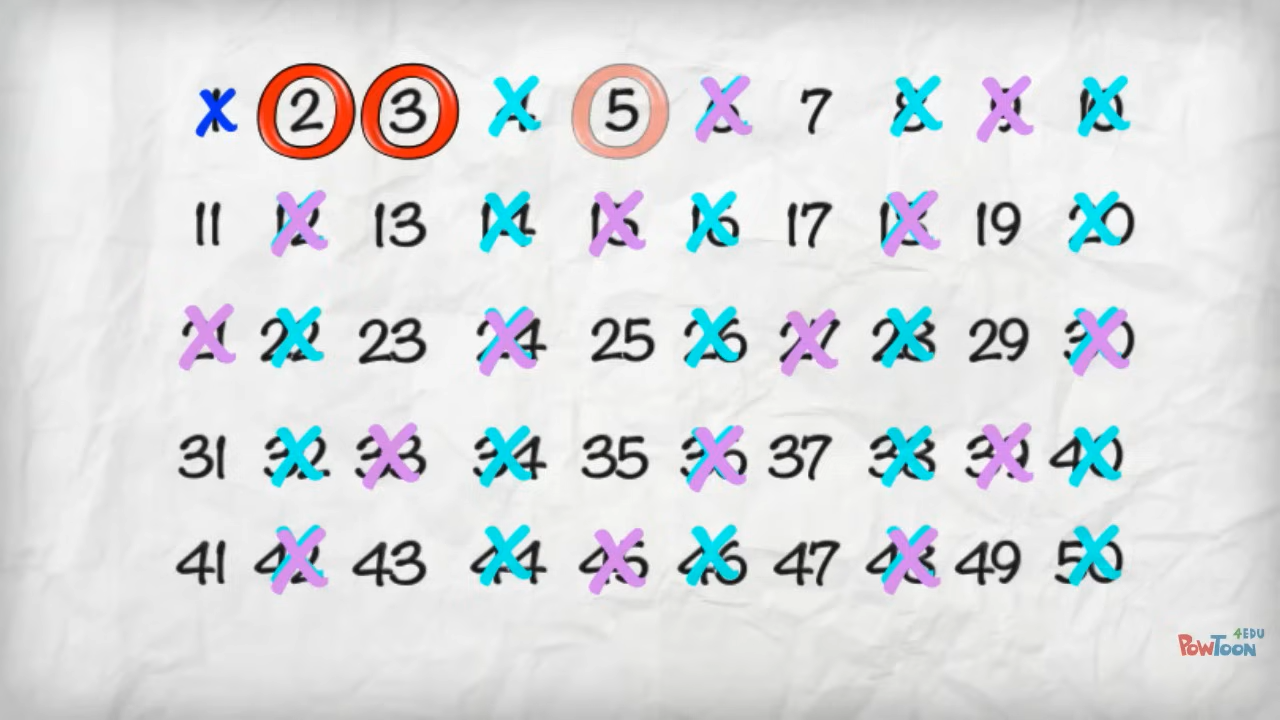 1 2 3 4 5 6 7 8 9 10
11 12 13 14 15 16 17 18 19 20
21 22 23 24 25 26 27 28 29 30
31 32 33 34 35 36 37 38 39 40
41 42 43 44 45 46 47 48 49 50
4EDU
POWTOON